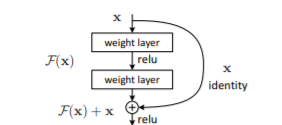 x
weight layer
relu
F(x)
weight layer
x
identity
F(x) + x
relu